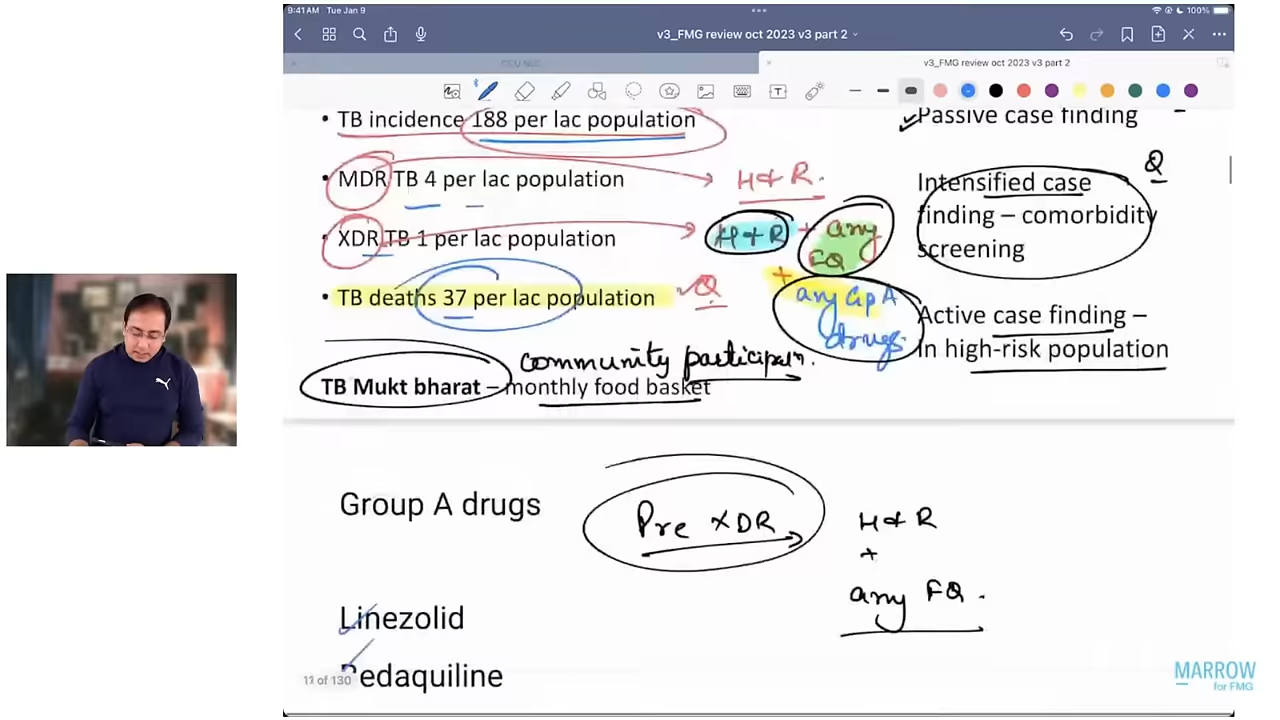 9:41AM Tue Jan 9
100%
v3_FMG review oct 2023 v3 part 2
v3_FMG review oct 2023 v3 part 2
• TB incidence 188 per lac population
• MDR TB 4 per lac population
H & R.
• XDR TB 1 per lac population
H + R + any FQ
+ any Gp A drugs.
• TB deaths 37 per lac population
Q
community
TB Mukt bharat – monthly food basket
Passive case finding
Q
Intensified case
finding – comorbidity
screening
Active case finding –
In high-risk population
Group A drugs
Pre XDR
H & R
+
any FQ.
Linezolid
edaquiline
11 of 130
MARROW
for FMG